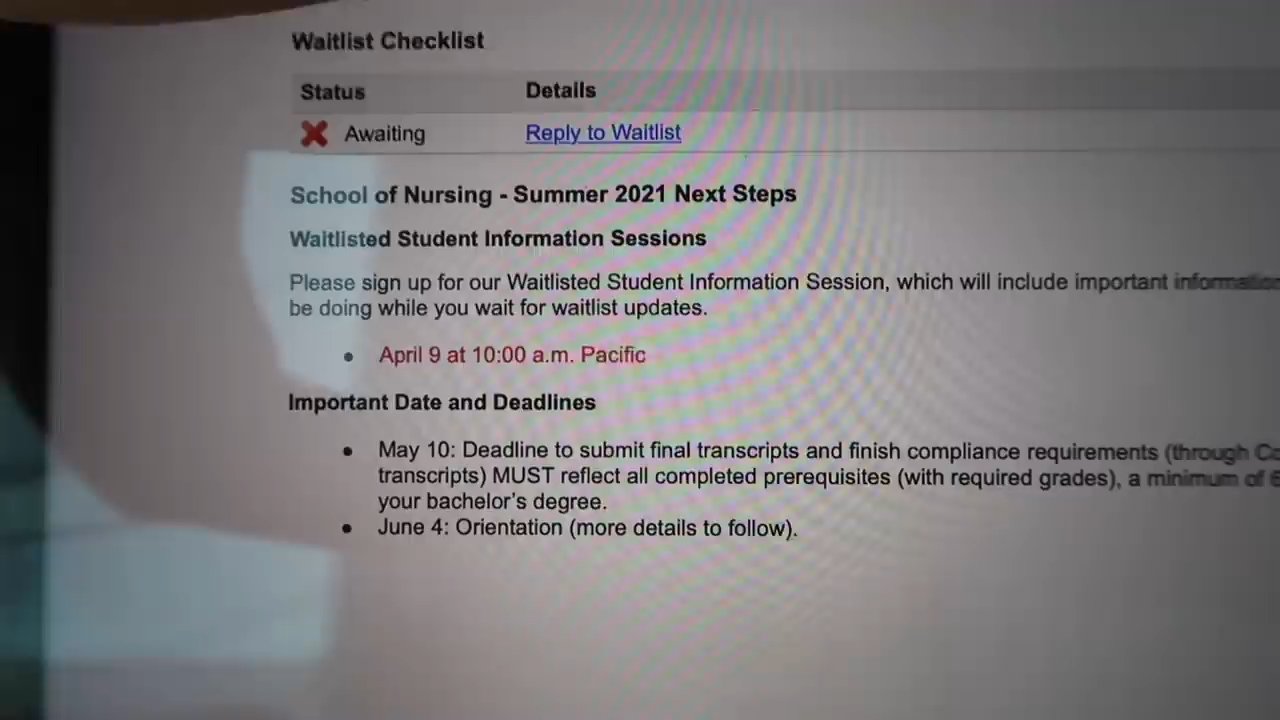 Waitlist Checklist
Status Details
Awaiting Reply to Waitlist
School of Nursing - Summer 2021 Next Steps
Waitlisted Student Information Sessions
Please sign up for our Waitlisted Student Information Session, which will include important
be doing while you wait for waitlist updates.
• April 9 at 10:00 a.m. Pacific
Important Date and Deadlines
• May 10: Deadline to submit final transcripts and finish compliance requirements (through
transcripts) MUST reflect all completed prerequisites (with required grades), a minimum of
your bachelor's degree.
• June 4: Orientation (more details to follow).